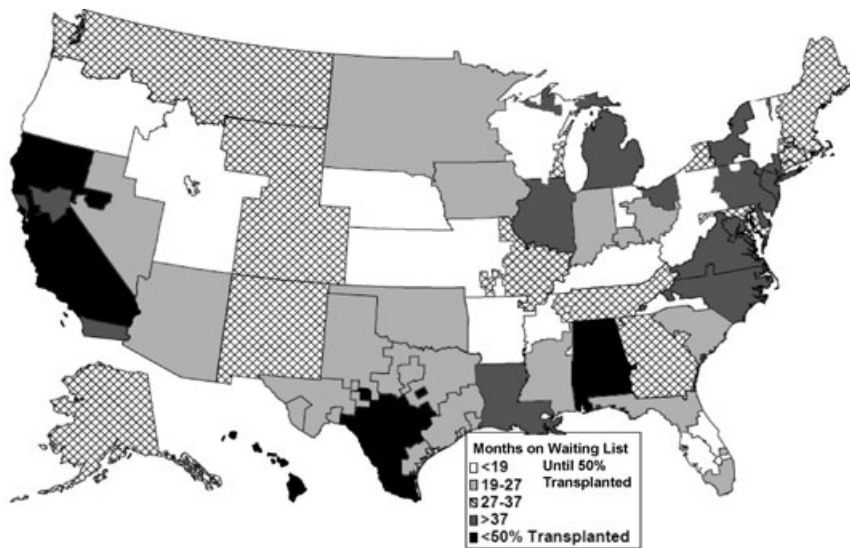 Months on Waiting List
<19 Until 50%
19-27 Transplanted
27-37
>37
<50% Transplanted